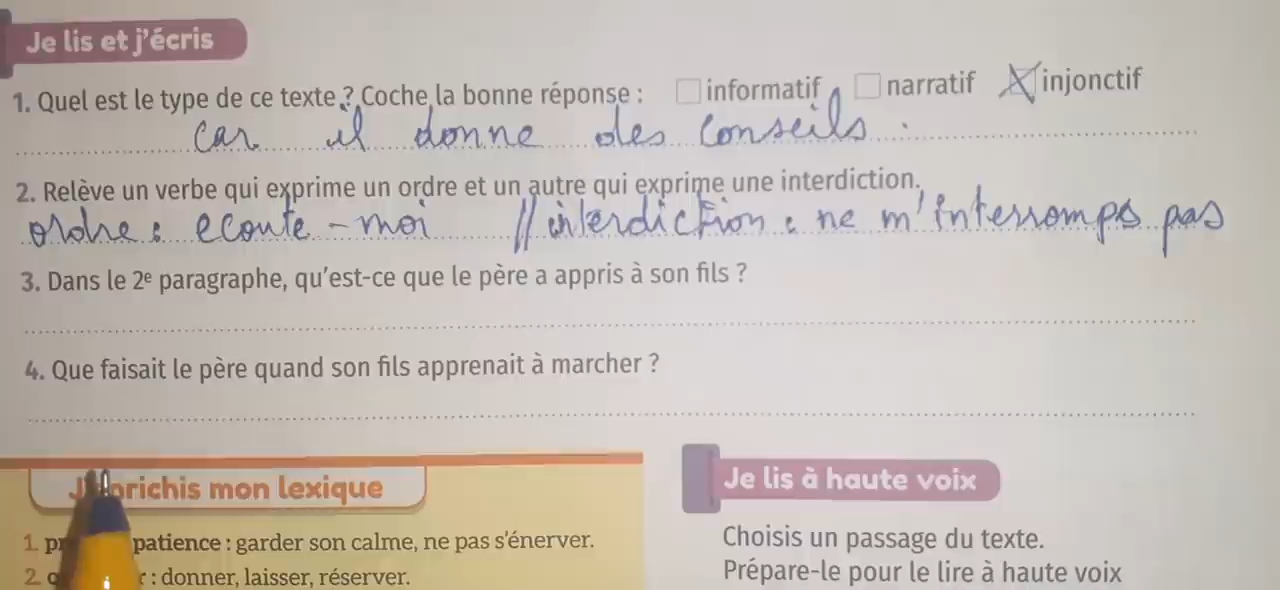 Je lis et j'écris
1. Quel est le type de ce texte ? Coche la bonne réponse : informatif narratif injonctif
car il donne des conseils.
2. Relève un verbe qui exprime un ordre et un autre qui exprime une interdiction.
ordre : ecoute - moi // interdiction : ne m'interromps pas
3. Dans le 2e paragraphe, qu'est-ce que le père a appris à son fils ?
4. Que faisait le père quand son fils apprenait à marcher ?
mon lexique
Je lis à haute voix
1. patience : garder son calme, ne pas s'énerver.
Choisis un passage du texte.
2. : donner, laisser, réserver.
Prépare-le pour le lire à haute voix